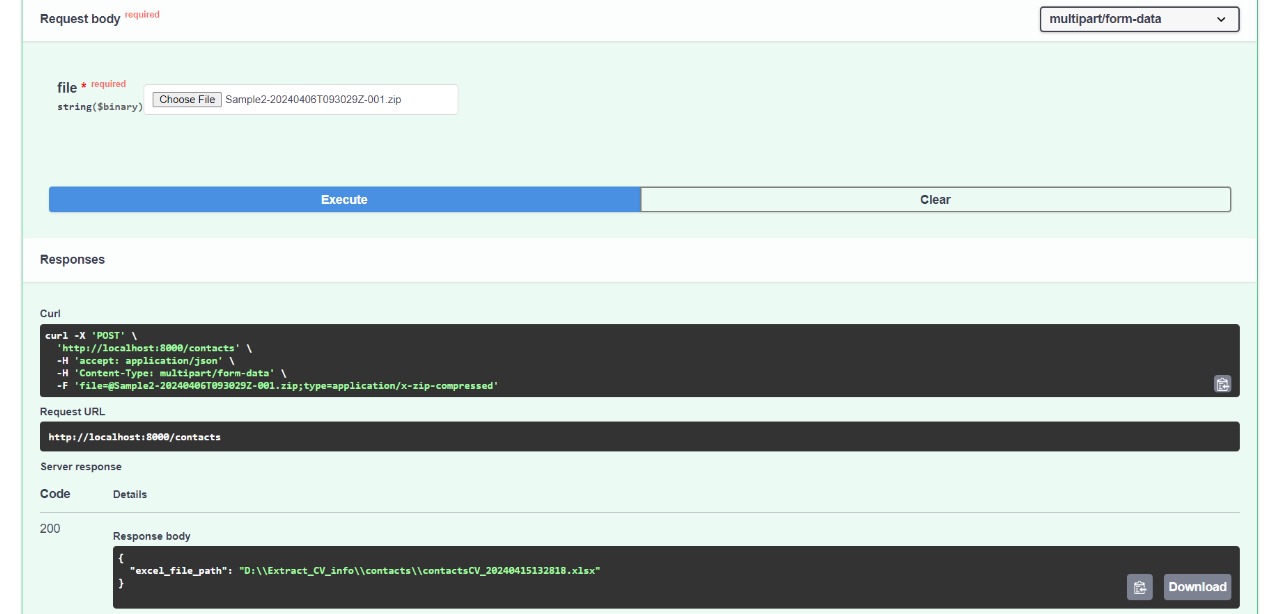 Request body required
multipart/form-data
file * required
string($binary)
Choose File Sample2-20240406T093029Z-001.zip
Execute
Clear
Responses
Curl
curl -X 'POST' \
'http://localhost:8000/contacts' \
-H 'accept: application/json' \
-H 'Content-Type: multipart/form-data' \
-F 'file=@Sample2-20240406T093029Z-001.zip;type=application/x-zip-compressed'
Request URL
http://localhost:8000/contacts
Server response
Code Details
200
Response body
{
"excel_file_path": "D:\\Extract_CV_info\\contacts\\contactsCV_20240415132818.xlsx"
}
Download